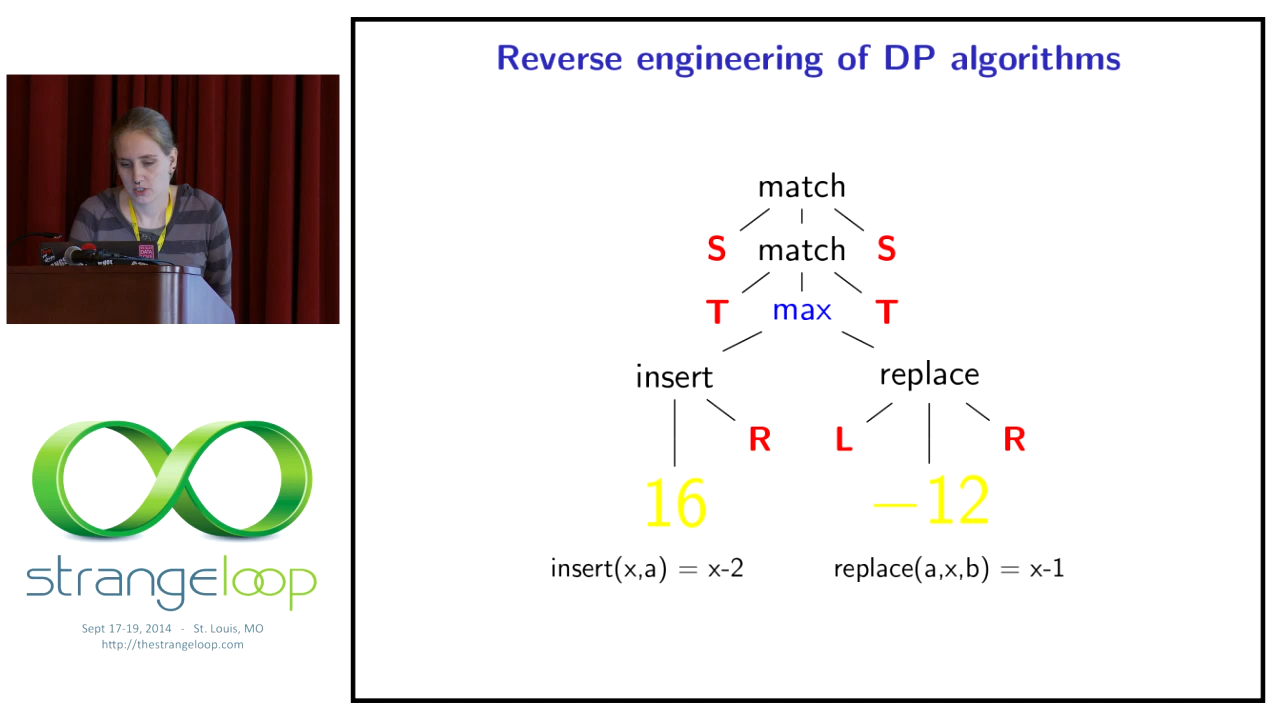 Reverse engineering of DP algorithms
match
S match S
T max T
insert replace
R L R
16 −12
insert(x,a) = x-2 replace(a,x,b) = x-1
strangeloop
Sept 17-19, 2014 - St. Louis, MO
http://thestrangeloop.com